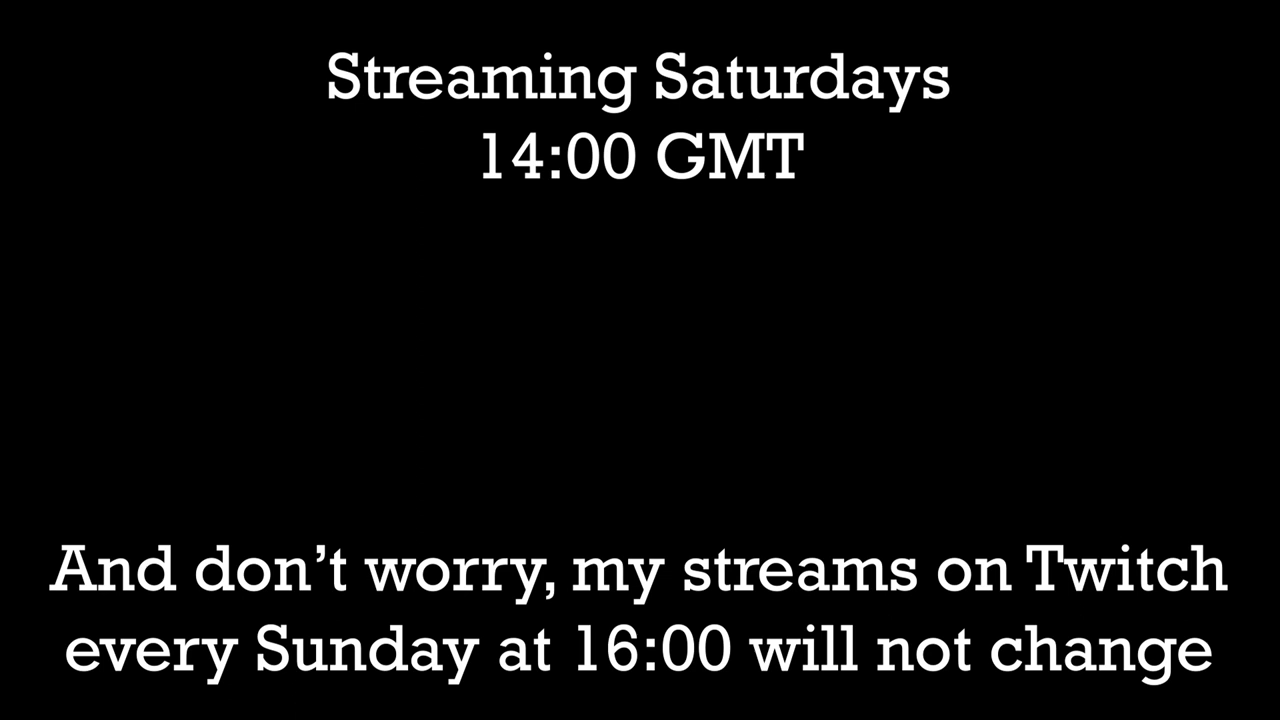 Streaming Saturdays
14:00 GMT
And don’t worry, my streams on Twitch
every Sunday at 16:00 will not change